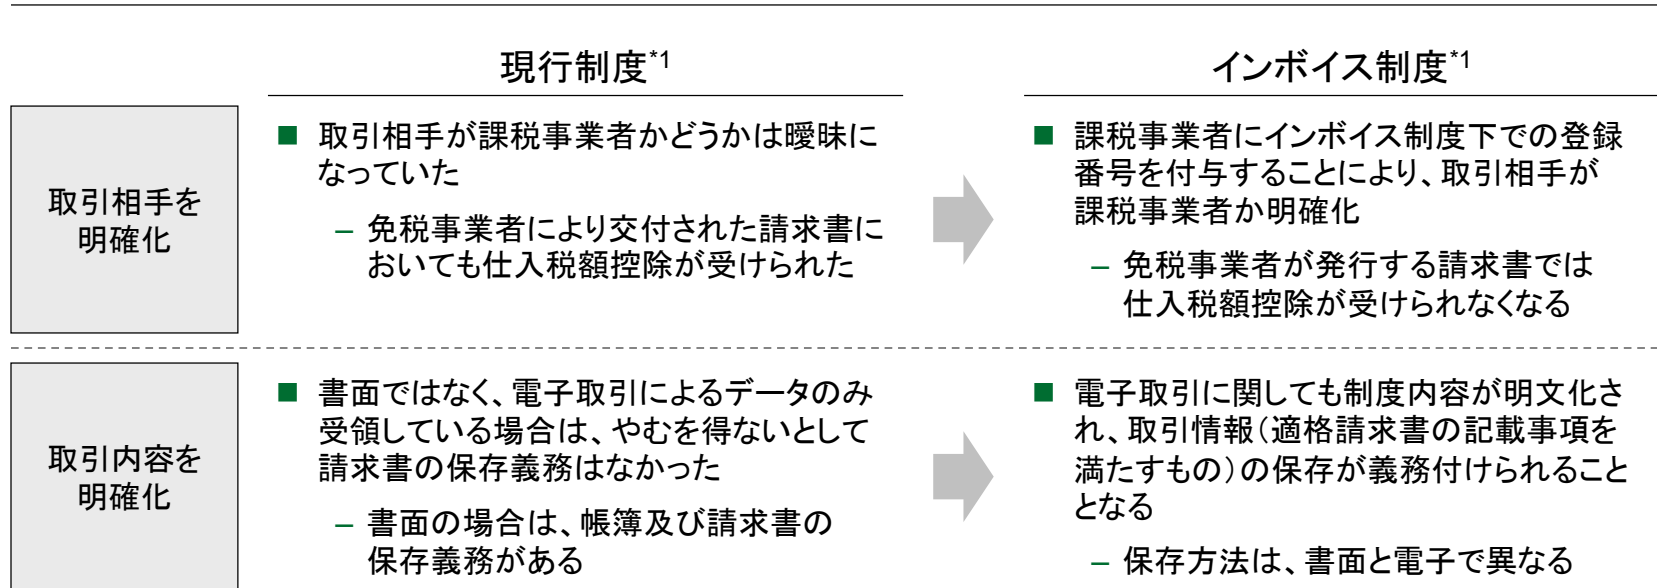 現行制度*1
インボイス制度*1
取引相手を
明確化
■ 取引相手が課税事業者かどうかは曖昧に
なっていた
– 免税事業者により交付された請求書に
おいても仕入税額控除が受けられた
■ 課税事業者にインボイス制度下での登録
番号を付与することにより、取引相手が
課税事業者か明確化
– 免税事業者が発行する請求書では
仕入税額控除が受けられなくなる
取引内容を
明確化
■ 書面ではなく、電子取引によるデータのみ
受領している場合は、やむを得ないとして
請求書の保存義務はなかった
– 書面の場合は、帳簿及び請求書の
保存義務がある
■ 電子取引に関しても制度内容が明文化さ
れ、取引情報(適格請求書の記載事項を
満たすもの)の保存が義務付けられること
となる
– 保存方法は、書面と電子で異なる